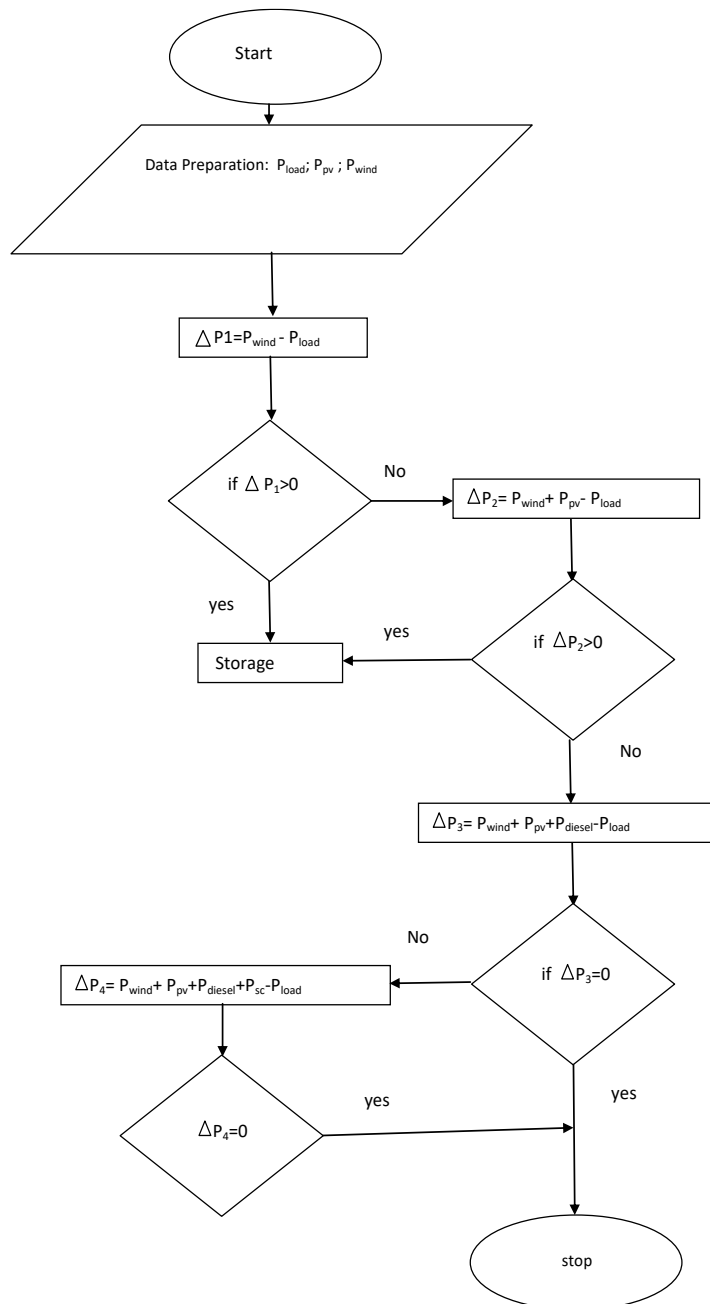 Start
Data Preparation: Pload; Ppv ; Pwind
△ P1=Pwind - Pload
if △ P1>0
No
△P2= Pwind+ Ppv- Pload
yes
Storage
yes
if △P2>0
No
△P3= Pwind+ Ppv+Pdiesel-Pload
No
if △P3=0
△P4= Pwind+ Ppv+Pdiesel+Psc-Pload
yes
yes
△P4=0
stop